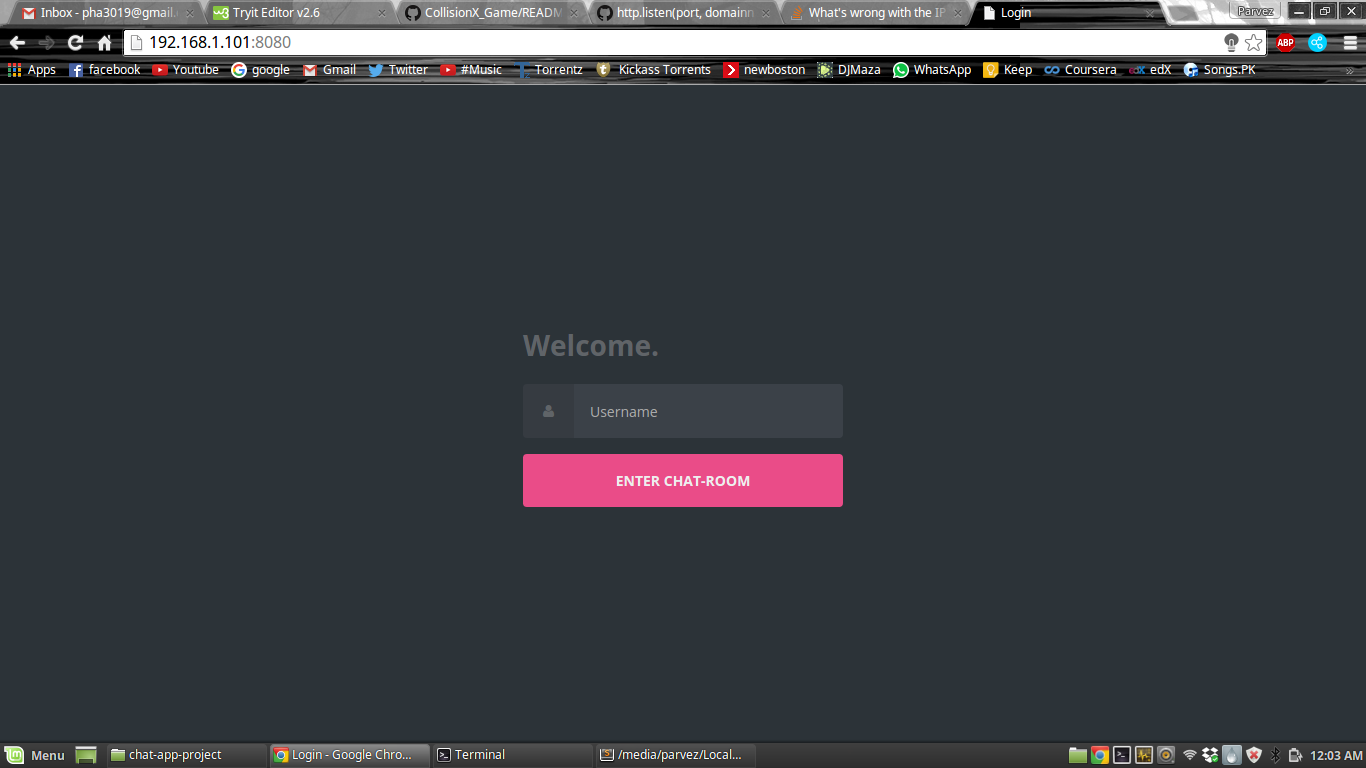 Inbox - pha3019@gmail.
Tryit Editor v2.6
CollisionX_Game/READM
http.listen(port, domainn
What's wrong with the IP
Login
Parvez
192.168.1.101:8080
ABP
Apps
facebook
Youtube
google
Gmail
Twitter
#Music
Torrentz
Kickass Torrents
newboston
DJMaza
WhatsApp
Keep
Coursera
edX
Songs.PK
»
Welcome.
Username
ENTER CHAT-ROOM
Menu
chat-app-project
Login - Google Chro...
Terminal
/media/parvez/Local...
12:03 AM